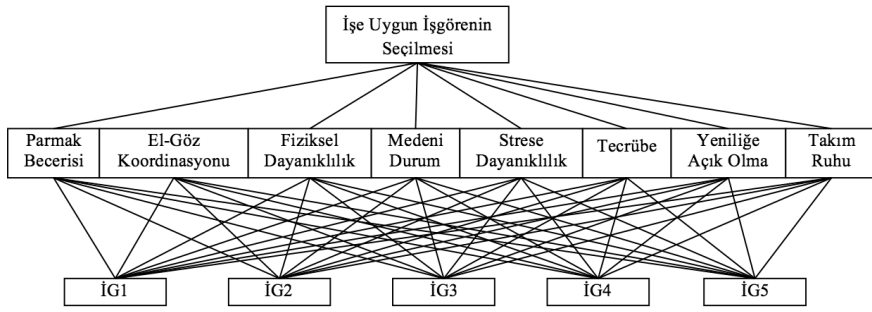 İşe Uygun İşgörenin
Seçilmesi
Parmak
Becerisi
El-Göz
Koordinasyonu
Fiziksel
Dayanıklılık
Medeni
Durum
Strese
Dayanıklılık
Tecrübe
Yeniliğe
Açık Olma
Takım
Ruhu
İG1
İG2
İG3
İG4
İG5